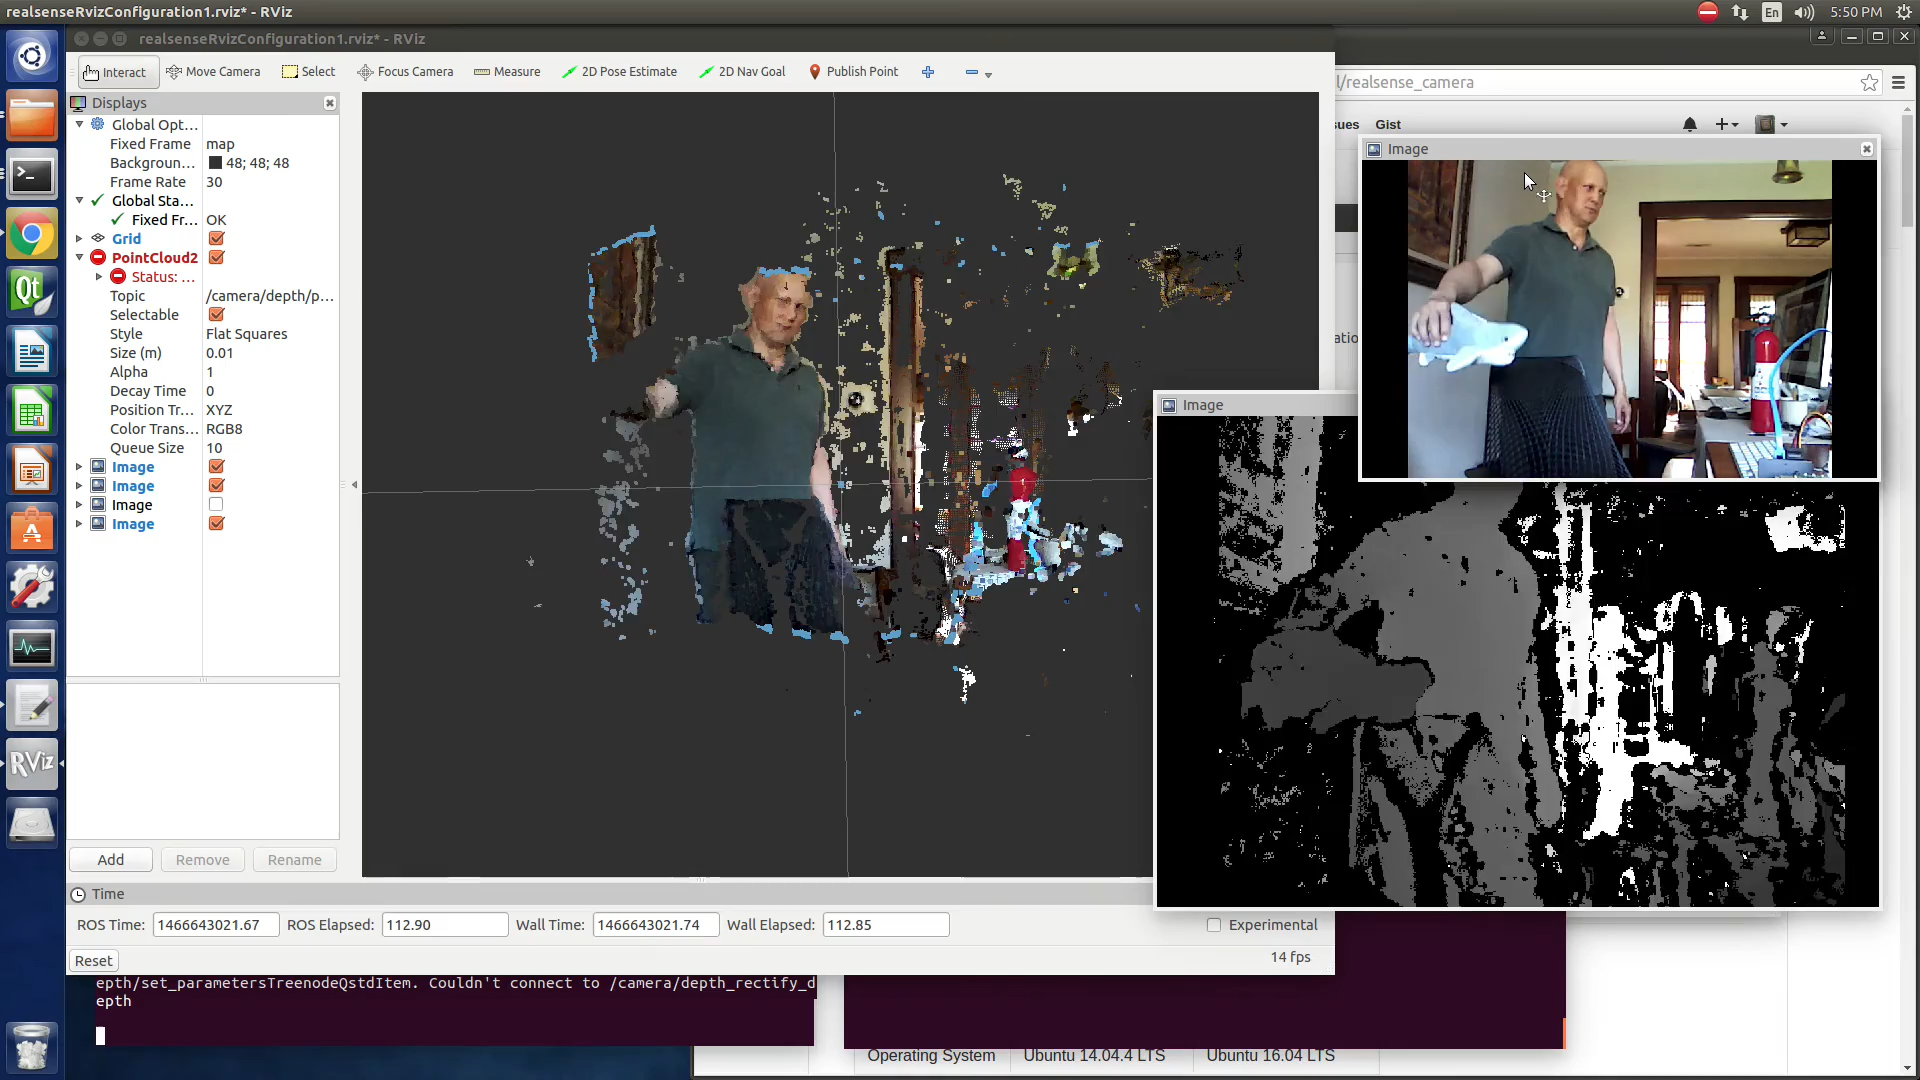 realsenseRvizConfiguration1.rviz* - RViz
En
5:50 PM
realsenseRvizConfiguration1.rviz* - RViz
Interact
Move Camera
Select
Focus Camera
Measure
2D Pose Estimate
2D Nav Goal
Publish Point
l/realsense_camera
Displays
Global Opt...
Fixed Frame map
Backgroun... 48; 48; 48
Frame Rate 30
Global Sta...
Fixed Fr... OK
Grid
PointCloud2
Status: ...
Topic /camera/depth/p...
Selectable
Style Flat Squares
Size (m) 0.01
Alpha 1
Decay Time 0
Position Tr... XYZ
Color Trans... RGB8
Queue Size 10
Image
Image
Image
Image
sues Gist
Image
atio
Image
Qt
RViz
Add
Remove
Rename
Time
ROS Time: 1466643021.67
ROS Elapsed: 112.90
Wall Time: 1466643021.74
Wall Elapsed: 112.85
Experimental
Reset
14 fps
epth/set_parametersTreenodeQstdItem. Couldn't connect to /camera/depth_rectify_d
epth
Operating System Ubuntu 14.04.4 LTS Ubuntu 16.04 LTS